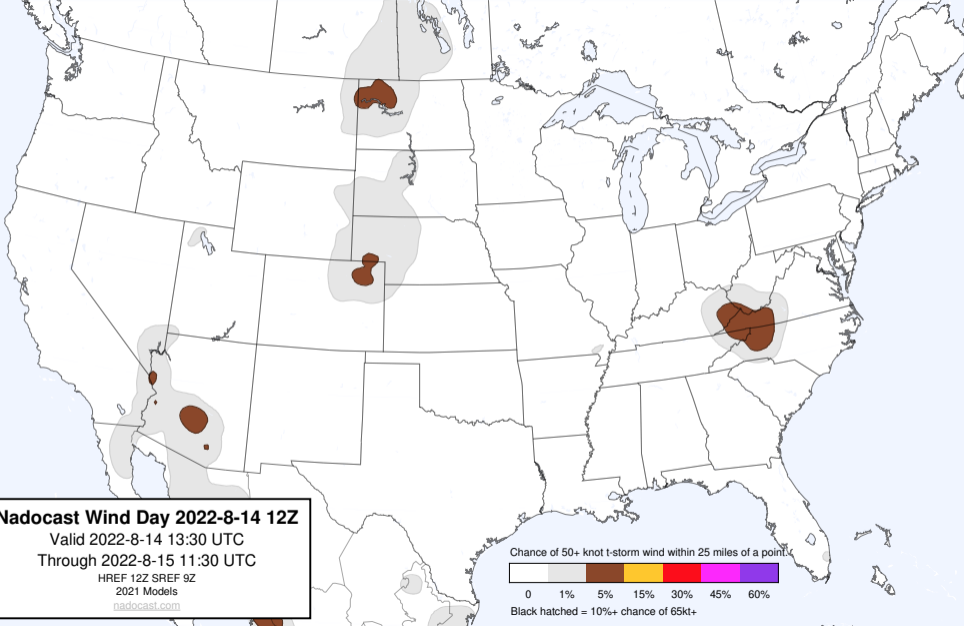 Nadocast Wind Day 2022-8-14 12Z
Valid 2022-8-14 13:30 UTC
Through 2022-8-15 11:30 UTC
HREF 12Z SREF 9Z
2021 Models
nadocast.com
Chance of 50+ knot t-storm wind within 25 miles of a point.
0 1% 5% 15% 30% 45% 60%
Black hatched = 10%+ chance of 65kt+